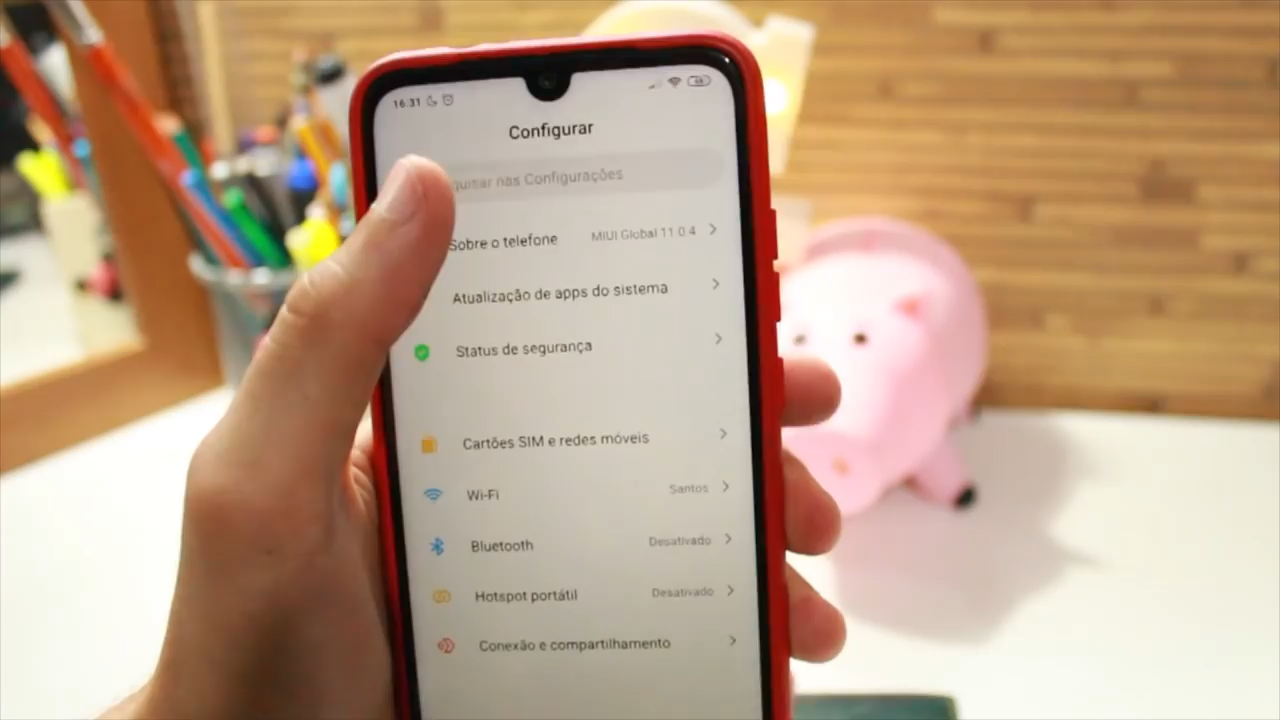 16.31
Configurar
nas Configurações
Sobre o telefone MIUI Global 11.0.4
Atualização de apps do sistema
Status de segurança
Cartões SIM e redes móveis
Wi-Fi Santos
Bluetooth Desativado
Hotspot portátil Desativado
Conexão e compartilhamento